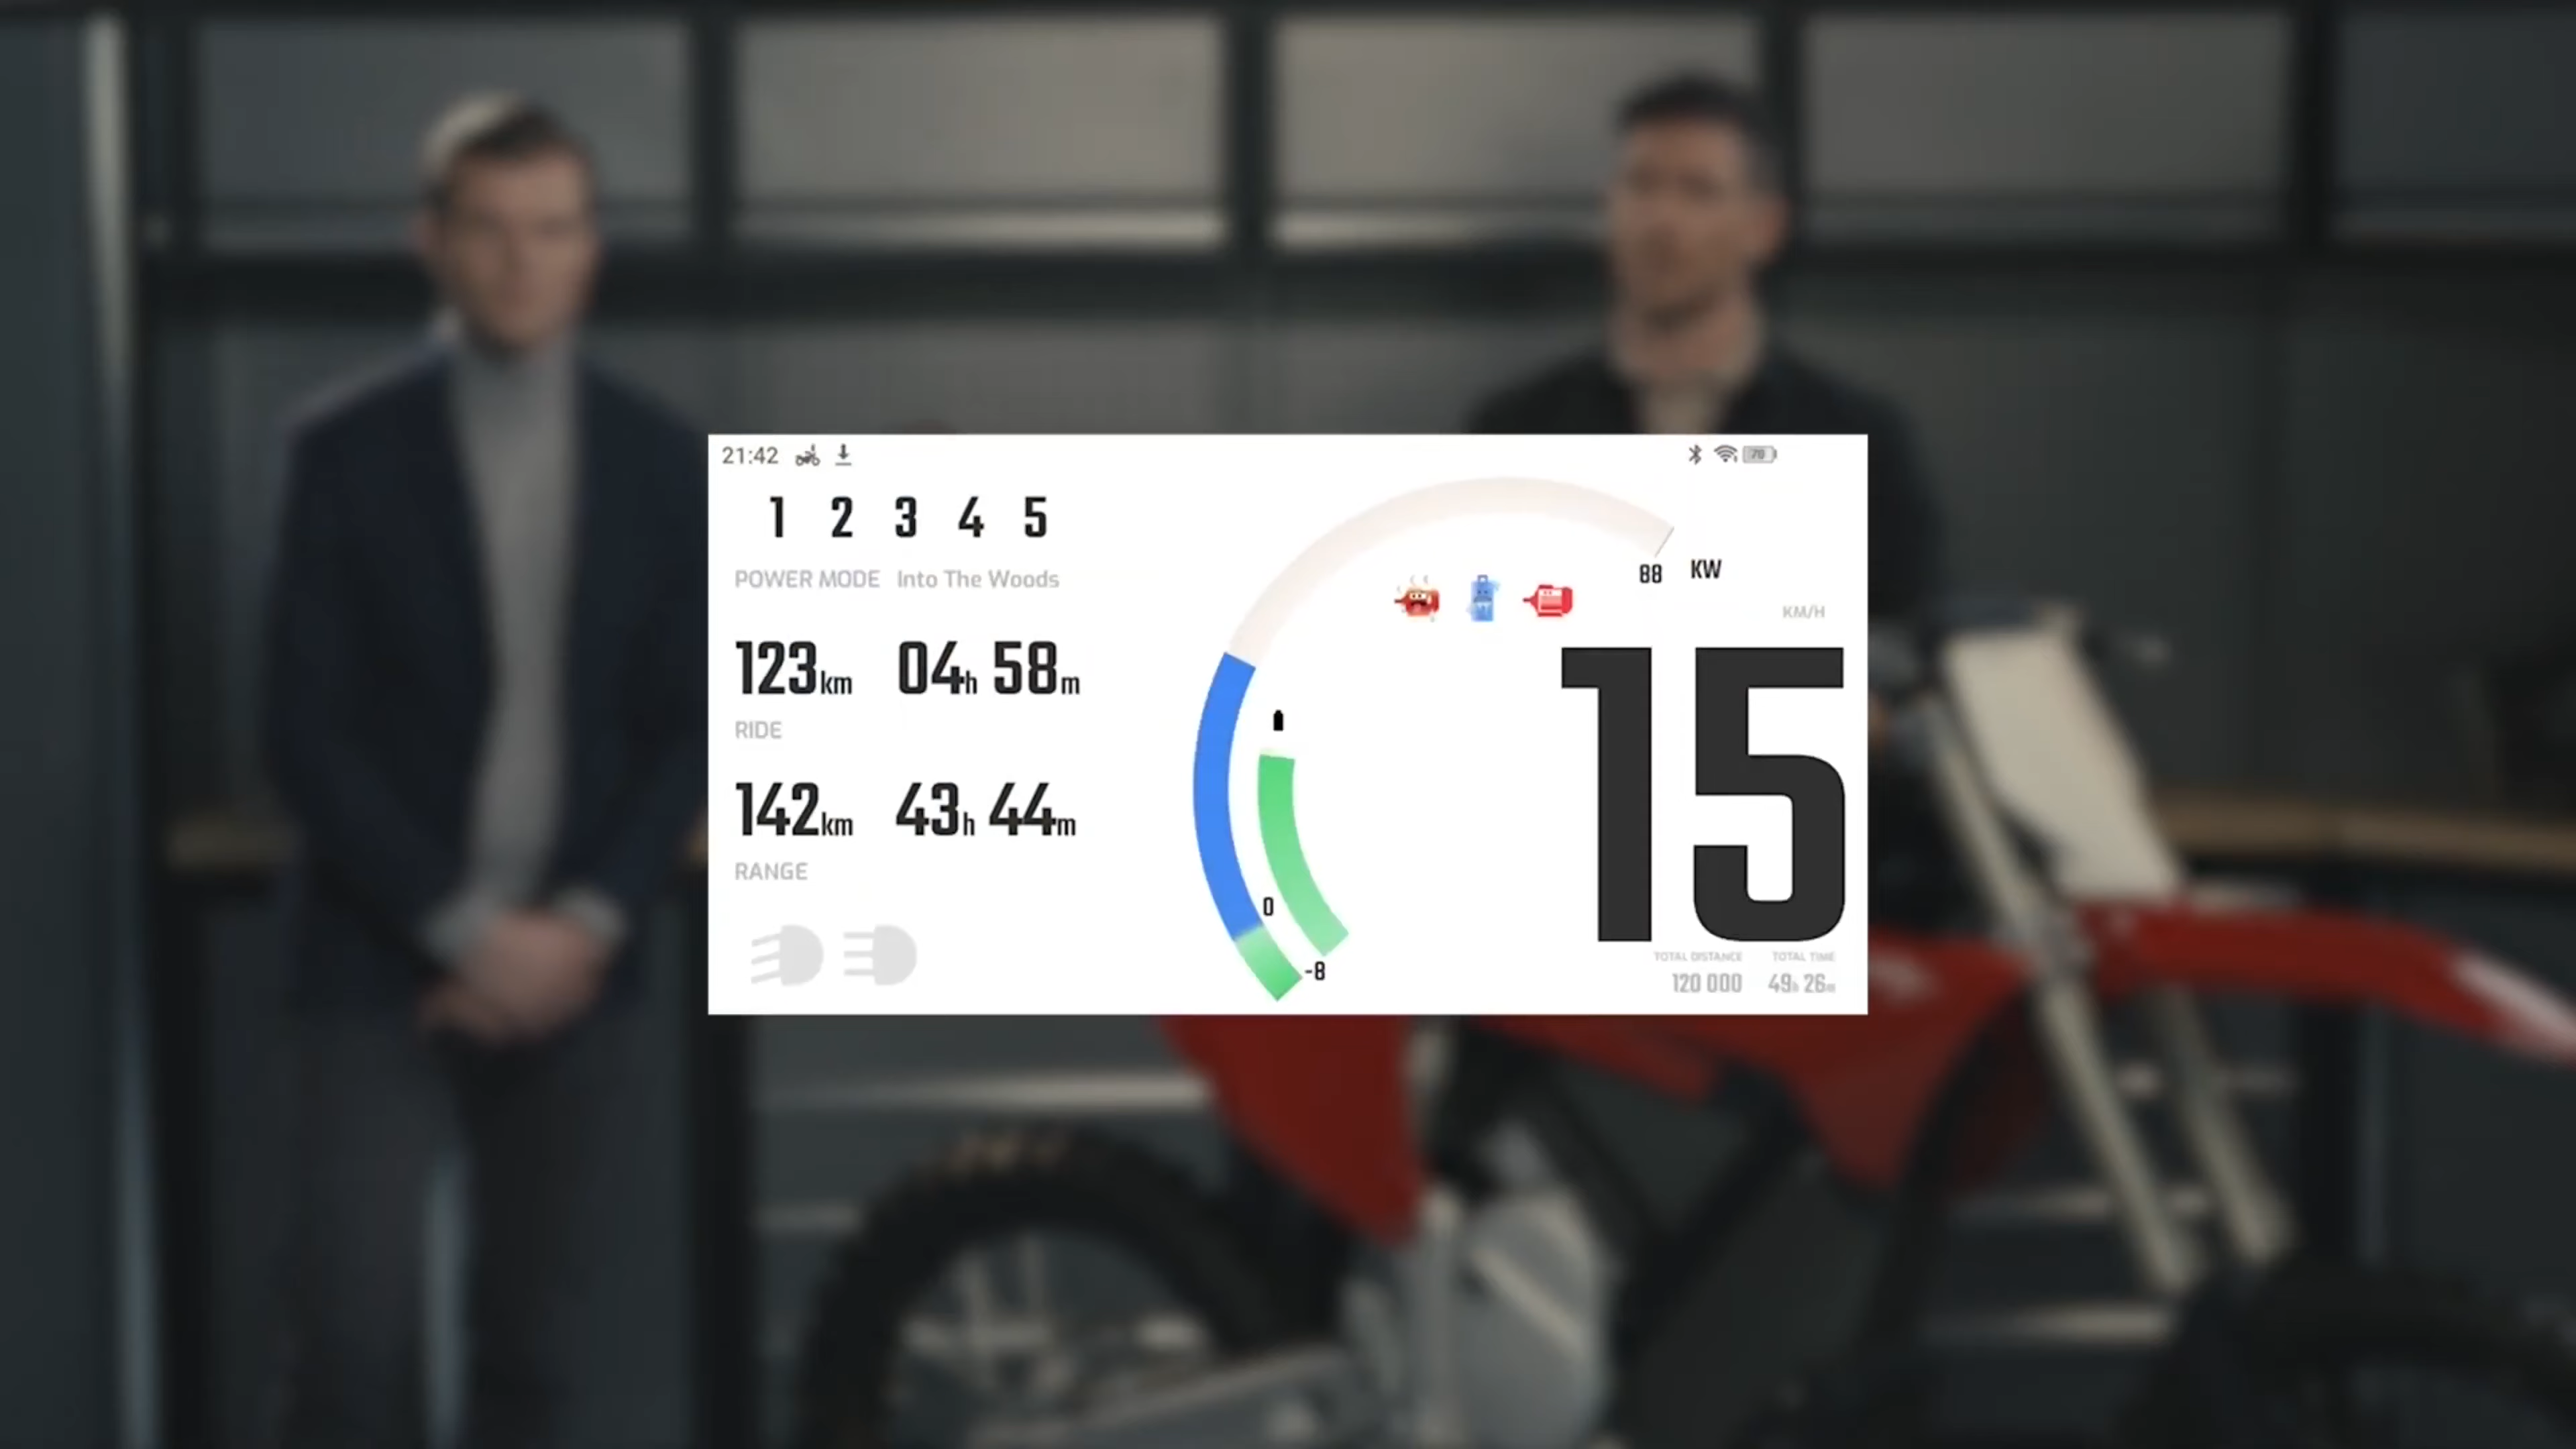 21:42
70
1 2 3 4 5
POWER MODE Into The Woods
88 KW
KM/H
123km 04h 58m
RIDE
15
142km 43h 44m
RANGE
0
-8
TOTAL DISTANCE TOTAL TIME
120 000 49h 26m